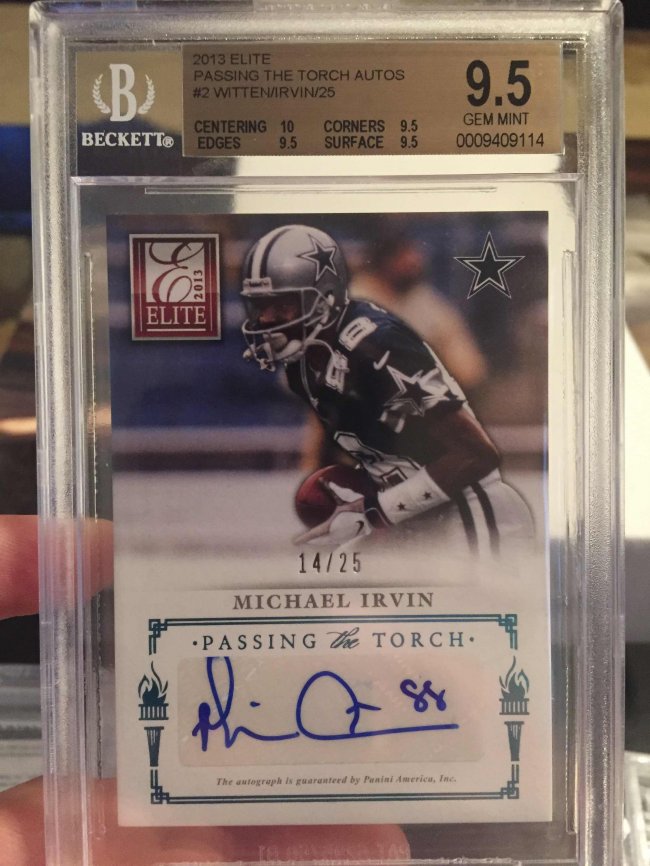 2013 ELITE
PASSING THE TORCH AUTOS
#2 WITTEN/IRVIN/25
CENTERING 10 CORNERS 9.5
EDGES 9.5 SURFACE 9.5
9.5
GEM MINT
0009409114
B
BECKETT®
E
2013
ELITE
14/25
MICHAEL IRVIN
·PASSING the TORCH·
88
The autograph is guaranteed by Panini America, Inc.